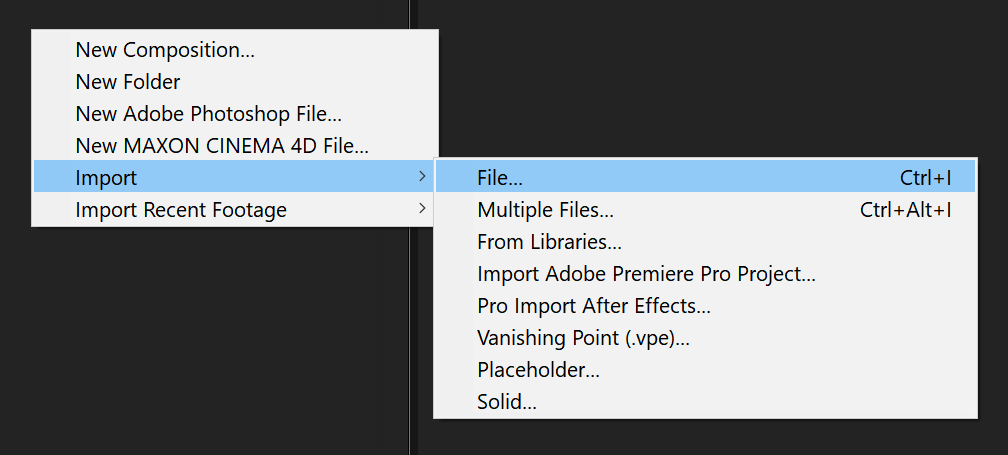 New Composition...
New Folder
New Adobe Photoshop File...
New MAXON CINEMA 4D File...
Import
Import Recent Footage
File... Ctrl+I
Multiple Files... Ctrl+Alt+I
From Libraries...
Import Adobe Premiere Pro Project...
Pro Import After Effects...
Vanishing Point (.vpe)...
Placeholder...
Solid...